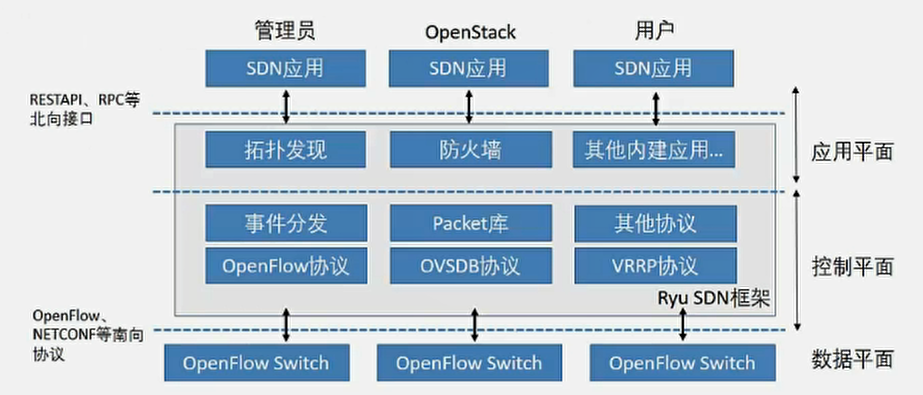 管理员 OpenStack 用户
SDN应用 SDN应用 SDN应用
RESTAPI、RPC等
北向接口
拓扑发现 防火墙 其他内建应用... 应用平面
事件分发 Packet库 其他协议
OpenFlow协议 OVSDB协议 VRRP协议 控制平面
Ryu SDN框架
OpenFlow、
NETCONF等南向
协议
OpenFlow Switch OpenFlow Switch OpenFlow Switch 数据平面